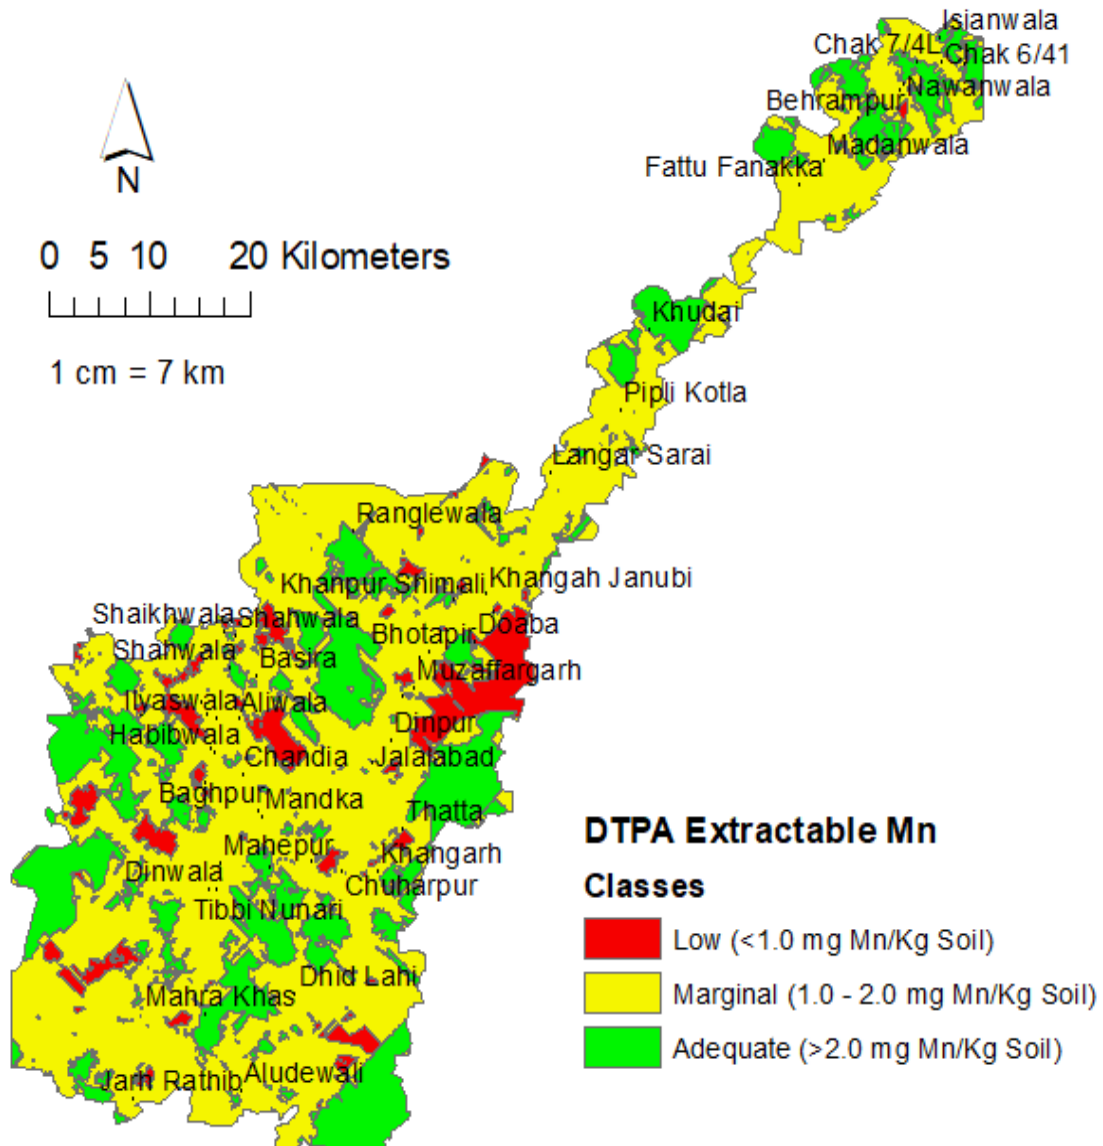 Isianwala
Chak 7/4L
Chak 6/41
Nawanwala
Behrampur
Madanwala
Fattu Fanakka
N
0 5 10 20 Kilometers
1 cm = 7 km
Khudai
Pipli Kotla
Langar Sarai
Ranglewala
Khanpur Shimali
Khangah Janubi
Shaikhwala
Shahwala
Bhotapir
Doaba
Shahwala
Basira
Muzaffargarh
Ilyaswala
Aliwala
Dinpur
Habibwala
Chandia
Jalalabad
Baghpur
Mandka
Thatta
Mahepur
Khangarh
Dinwala
Chuharpur
Tibbi Nunari
Dhid Lahi
Mahra Khas
Jam Rathib
Aludewali
DTPA Extractable Mn
Classes
Low (<1.0 mg Mn/Kg Soil)
Marginal (1.0 - 2.0 mg Mn/Kg Soil)
Adequate (>2.0 mg Mn/Kg Soil)